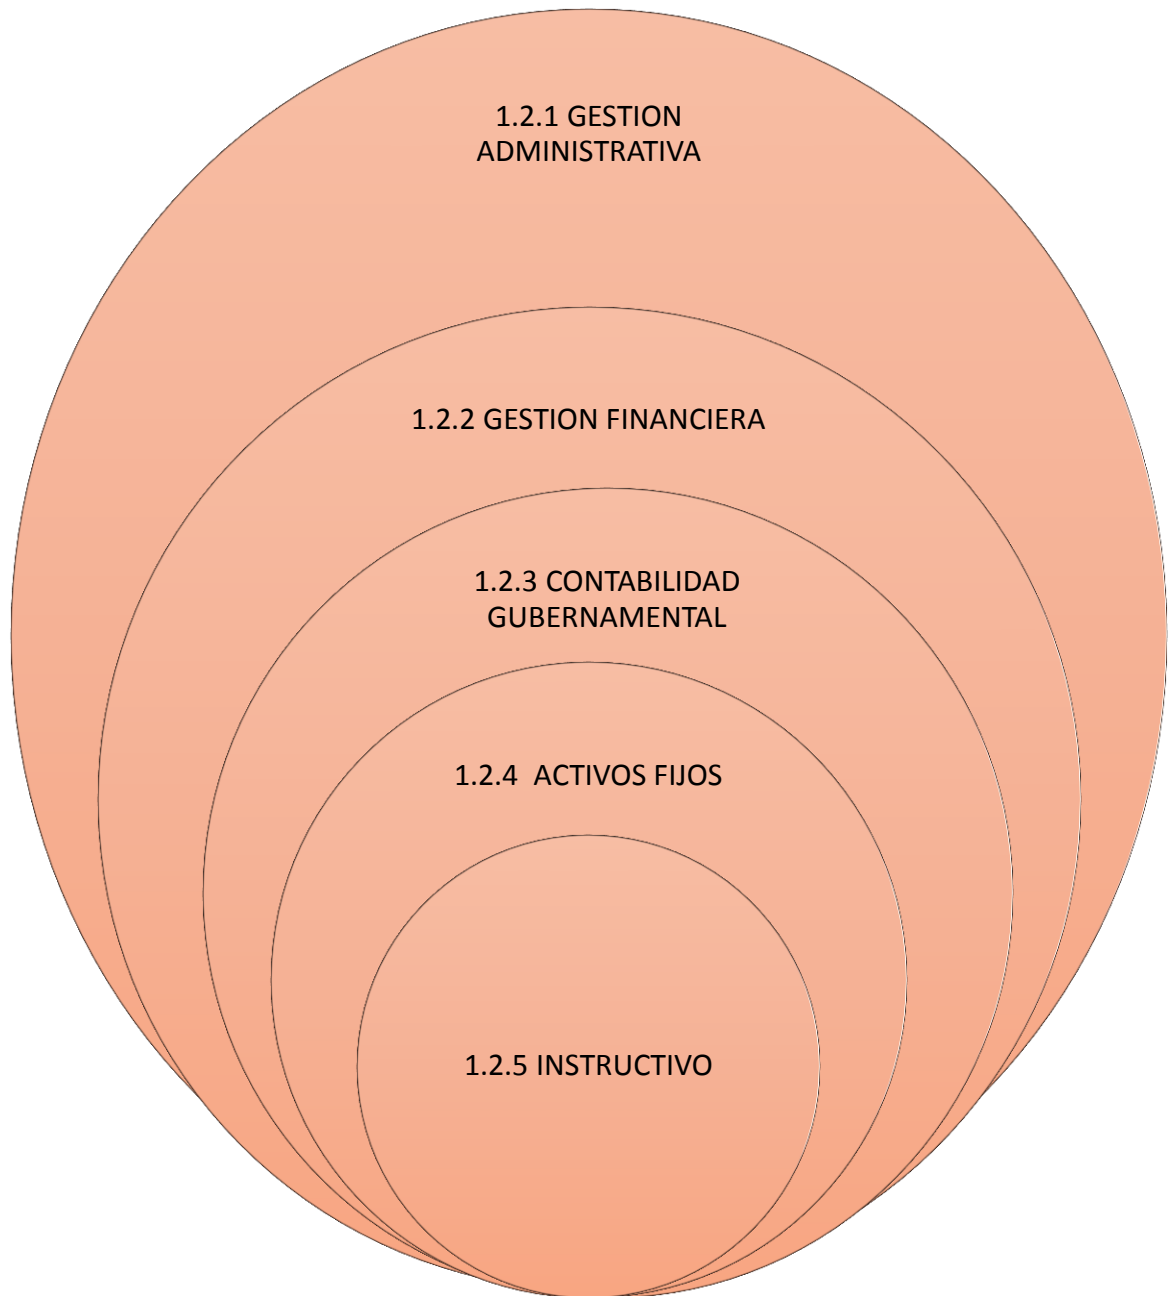 1.2.1 GESTION
ADMINISTRATIVA
1.2.2 GESTION FINANCIERA
1.2.3 CONTABILIDAD
GUBERNAMENTAL
1.2.4  ACTIVOS FIJOS
1.2.5 INSTRUCTIVO